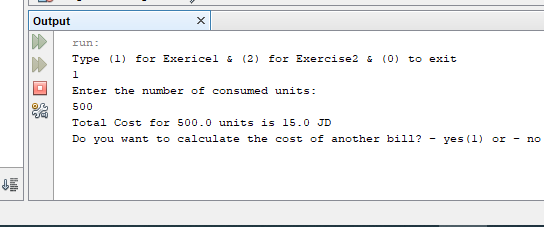 Output
run:
Type (1) for Exerice1 & (2) for Exercise2 & (0) to exit
1
Enter the number of consumed units:
500
Total Cost for 500.0 units is 15.0 JD
Do you want to calculate the cost of another bill? - yes(1) or - no